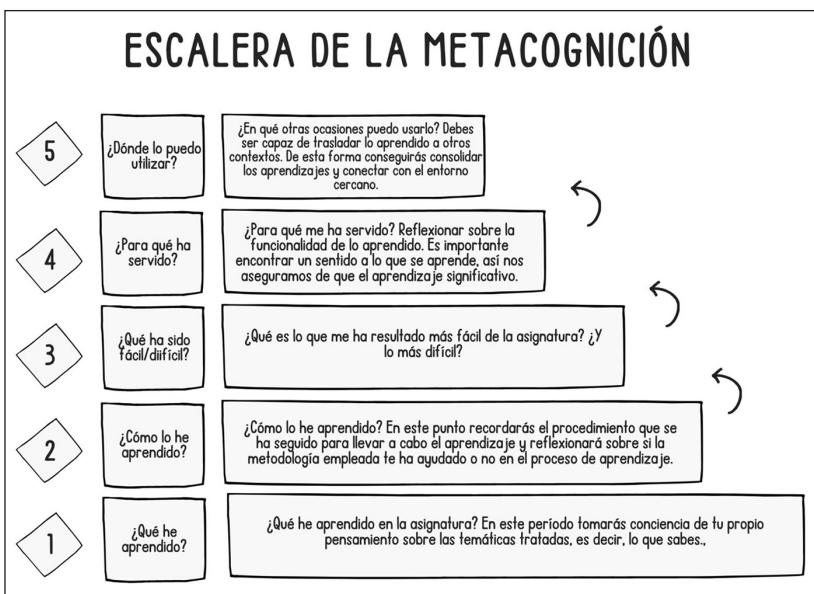 ESCALERA DE LA METACOGNICIÓN
5
¿Dónde lo puedo
utilizar?
¿En qué otras ocasiones puedo usarlo? Debes
ser capaz de trasladar lo aprendido a otros
contextos. De esta forma conseguirás consolidar
los aprendizajes y conectar con el entorno
cercano.
4
¿Para qué ha
servido?
¿Para qué me ha servido? Reflexionar sobre la
funcionalidad de lo aprendido. Es importante
encontrar un sentido a lo que se aprende, así nos
aseguramos de que el aprendizaje significativo.
3
¿Qué ha sido
fácil/diifícil?
¿Qué es lo que me ha resultado más fácil de la asignatura? ¿Y
lo más difícil?
2
¿Cómo lo he
aprendido?
¿Cómo lo he aprendido? En este punto recordarás el procedimiento que se
ha seguido para llevar a cabo el aprendizaje y reflexionará sobre si la
metodología empleada te ha ayudado o no en el proceso de aprendizaje.
1
¿Qué he
aprendido?
¿Qué he aprendido en la asignatura? En este período tomarás conciencia de tu propio
pensamiento sobre las temáticas tratadas, es decir, lo que sabes.,